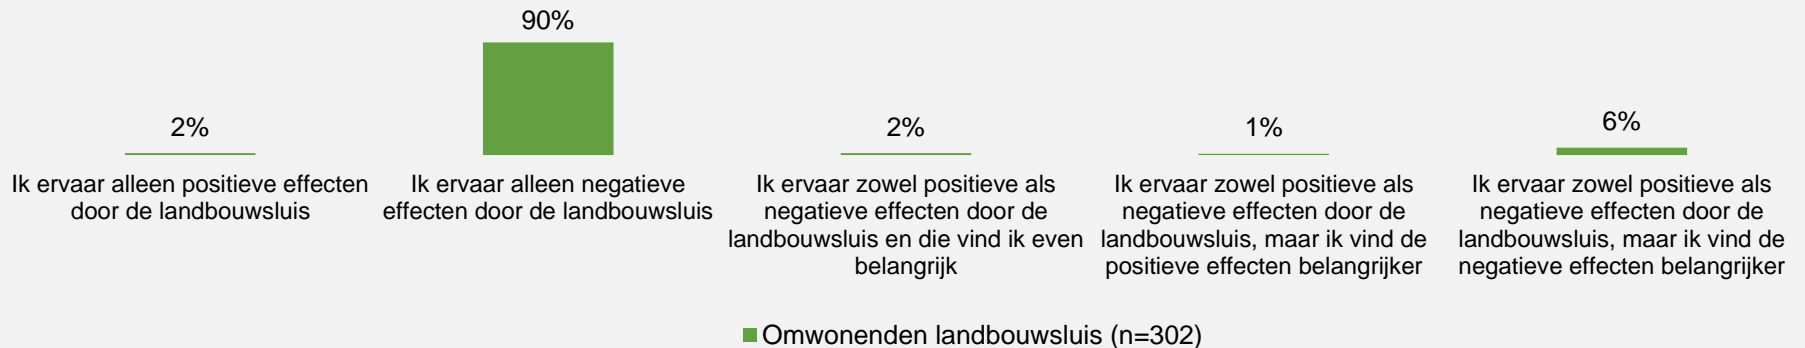 90%
2%
2%
1%
6%
Ik ervaar alleen positieve effecten
door de landbouwsluis
Ik ervaar alleen negatieve
effecten door de landbouwsluis
Ik ervaar zowel positieve als
negatieve effecten door de
landbouwsluis en die vind ik even
belangrijk
Ik ervaar zowel positieve als
negatieve effecten door de
landbouwsluis, maar ik vind de
positieve effecten belangrijker
Ik ervaar zowel positieve als
negatieve effecten door de
landbouwsluis, maar ik vind de
negatieve effecten belangrijker
Omwonenden landbouwsluis (n=302)